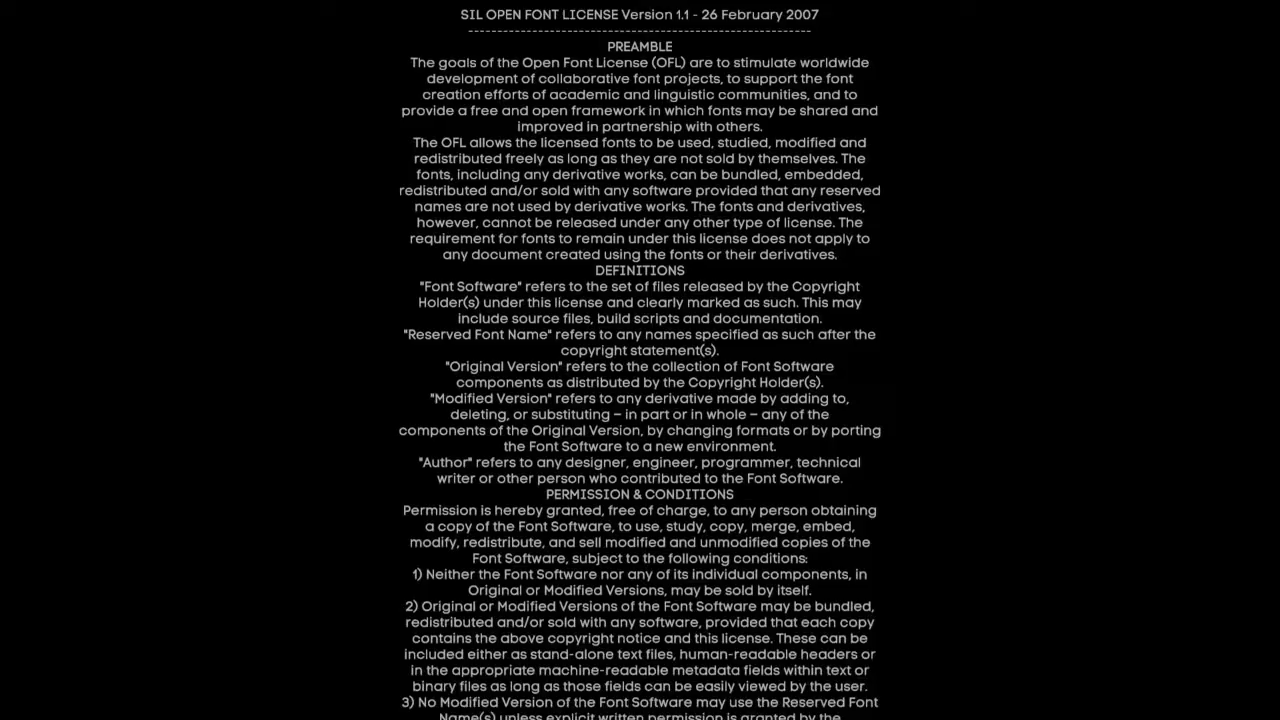 SIL OPEN FONT LICENSE Version 1.1 - 26 February 2007
-----------------------------------------------------------
PREAMBLE
The goals of the Open Font License (OFL) are to stimulate worldwide
development of collaborative font projects, to support the font
creation efforts of academic and linguistic communities, and to
provide a free and open framework in which fonts may be shared and
improved in partnership with others.
The OFL allows the licensed fonts to be used, studied, modified and
redistributed freely as long as they are not sold by themselves. The
fonts, including any derivative works, can be bundled, embedded,
redistributed and/or sold with any software provided that any reserved
names are not used by derivative works. The fonts and derivatives,
however, cannot be released under any other type of license. The
requirement for fonts to remain under this license does not apply to
any document created using the fonts or their derivatives.
DEFINITIONS
"Font Software" refers to the set of files released by the Copyright
Holder(s) under this license and clearly marked as such. This may
include source files, build scripts and documentation.
"Reserved Font Name" refers to any names specified as such after the
copyright statement(s).
"Original Version" refers to the collection of Font Software
components as distributed by the Copyright Holder(s).
"Modified Version" refers to any derivative made by adding to,
deleting, or substituting – in part or in whole – any of the
components of the Original Version, by changing formats or by porting
the Font Software to a new environment.
"Author" refers to any designer, engineer, programmer, technical
writer or other person who contributed to the Font Software.
PERMISSION & CONDITIONS
Permission is hereby granted, free of charge, to any person obtaining
a copy of the Font Software, to use, study, copy, merge, embed,
modify, redistribute, and sell modified and unmodified copies of the
Font Software, subject to the following conditions:
1) Neither the Font Software nor any of its individual components, in
Original or Modified Versions, may be sold by itself.
2) Original or Modified Versions of the Font Software may be bundled,
redistributed and/or sold with any software, provided that each copy
contains the above copyright notice and this license. These can be
included either as stand-alone text files, human-readable headers or
in the appropriate machine-readable metadata fields within text or
binary files as long as those fields can be easily viewed by the user.
3) No Modified Version of the Font Software may use the Reserved Font
Name(s) unless explicit written permission is granted by the